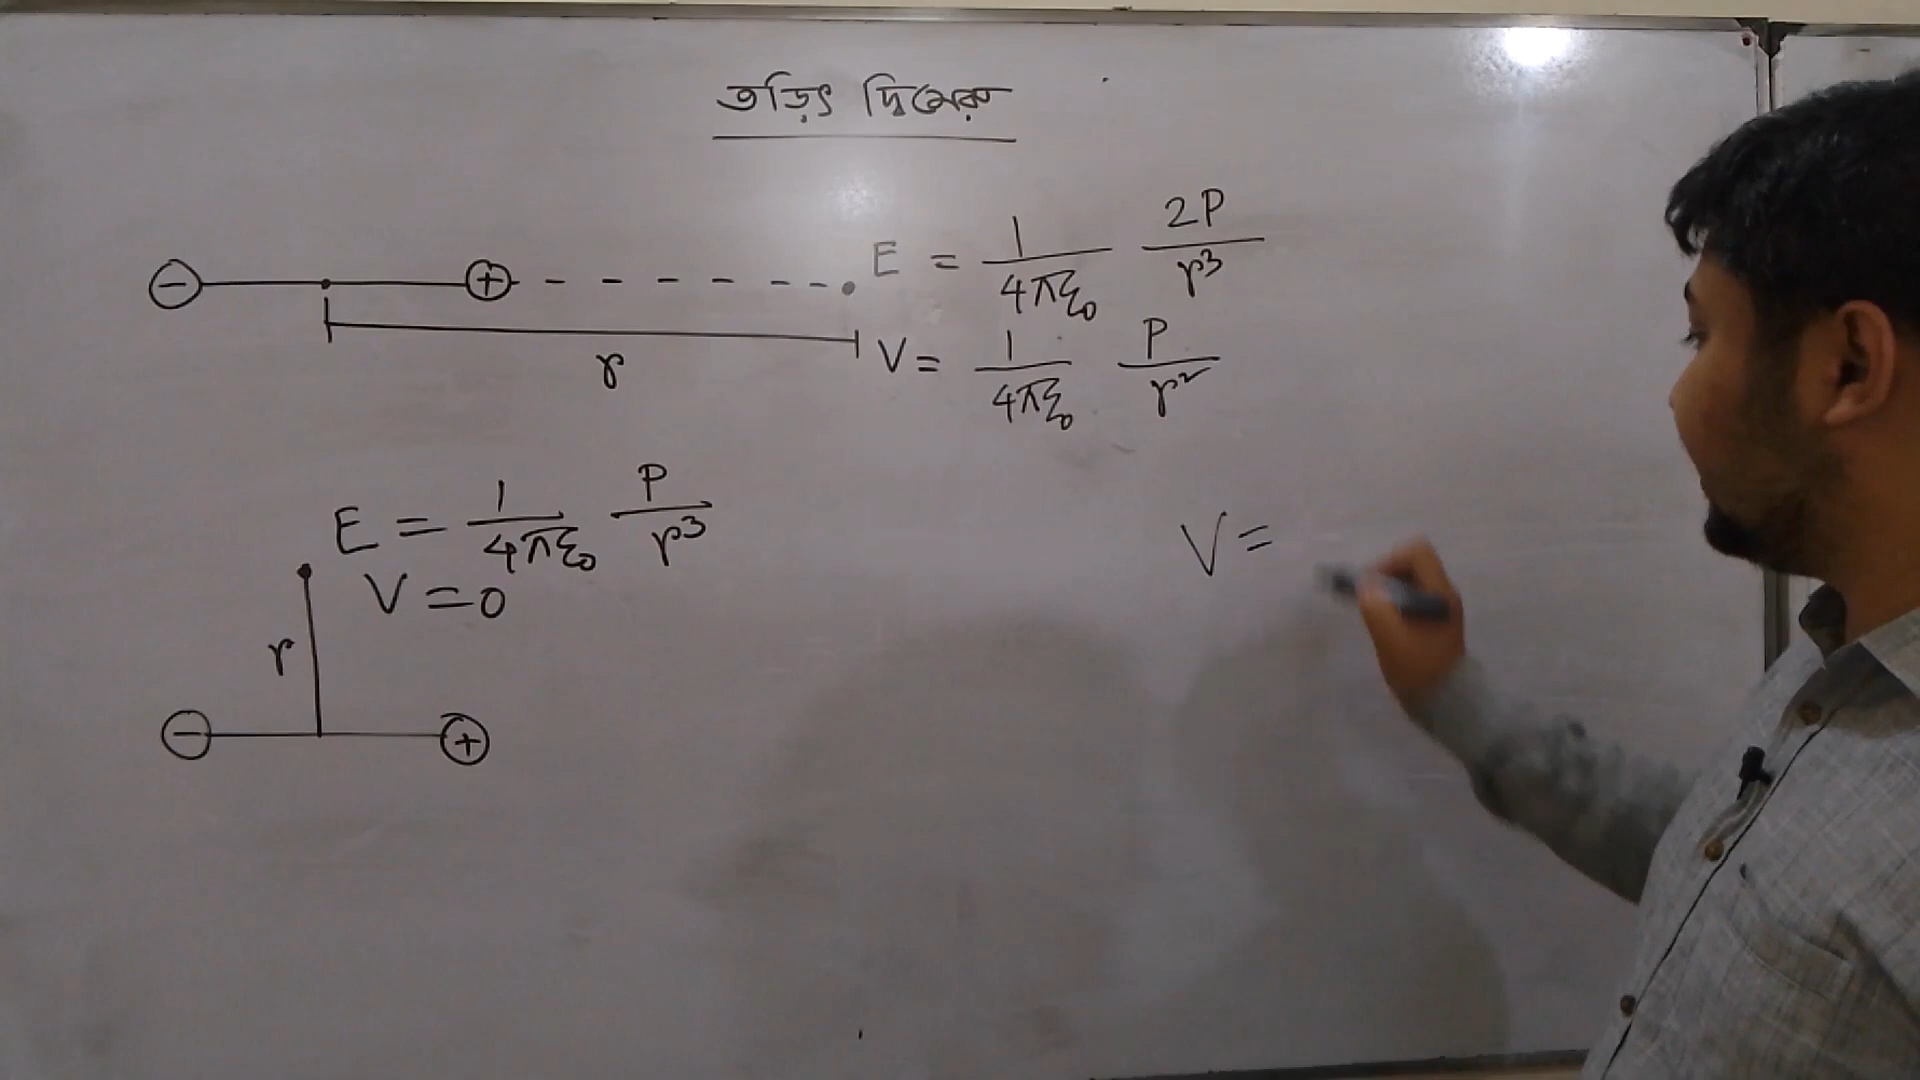 তড়িৎ দ্বিমেরু
E = 1/4πε₀ 2P/r³
− +
r
V = 1/4πε₀ P/r²
E = 1/4πε₀ P/r³
V = 0
V =
r
− +